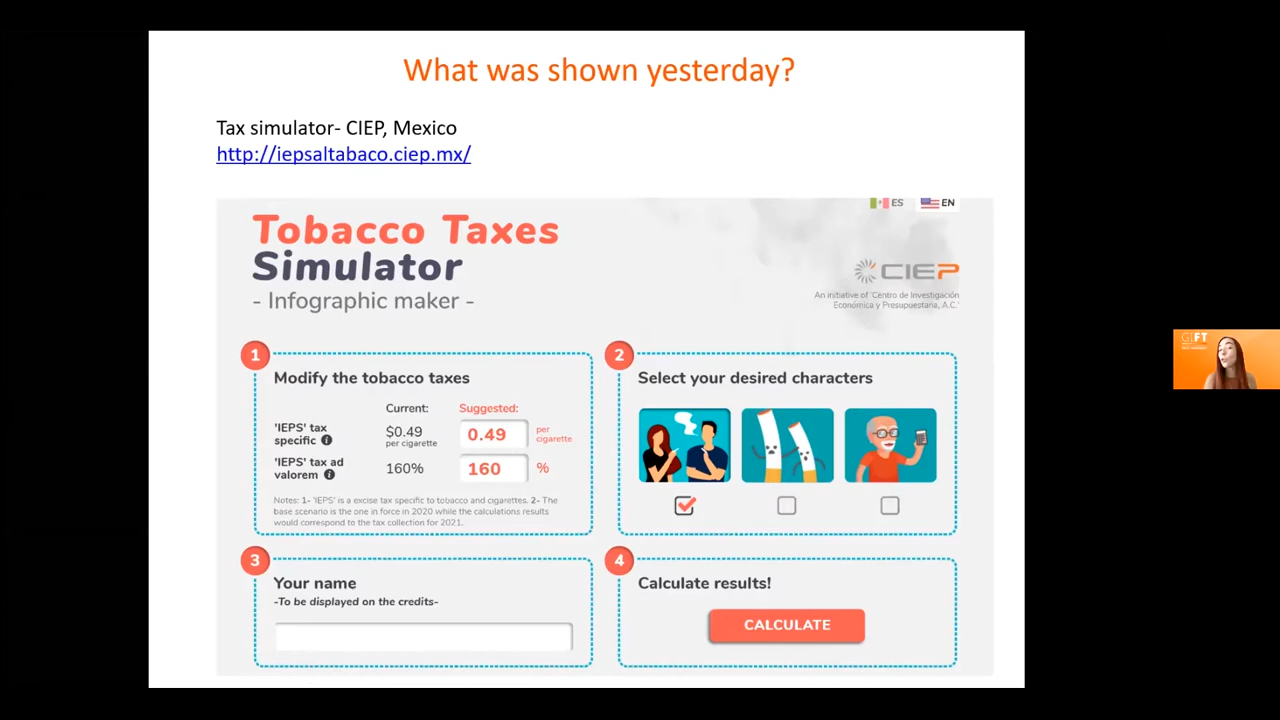 What was shown yesterday?
Tax simulator- CIEP, Mexico
http://iepsaltabaco.ciep.mx/
ES EN
Tobacco Taxes
Simulator
- Infographic maker -
CIEP
An initiative of 'Centro de Investigación
Económica y Presupuestaria, A.C.'
1
Modify the tobacco taxes
Current: Suggested:
'IEPS' tax
specific
$0.49
per cigarette
0.49
per
cigarette
'IEPS' tax ad
valorem
160%
160
%
Notes: 1- 'IEPS' is a excise tax specific to tobacco and cigarettes. 2- The
base scenario is the one in force in 2020 while the calculations results
would correspond to the tax collection for 2021.
2
Select your desired characters
3
Your name
-To be displayed on the credits-
4
Calculate results!
CALCULATE
GIFT